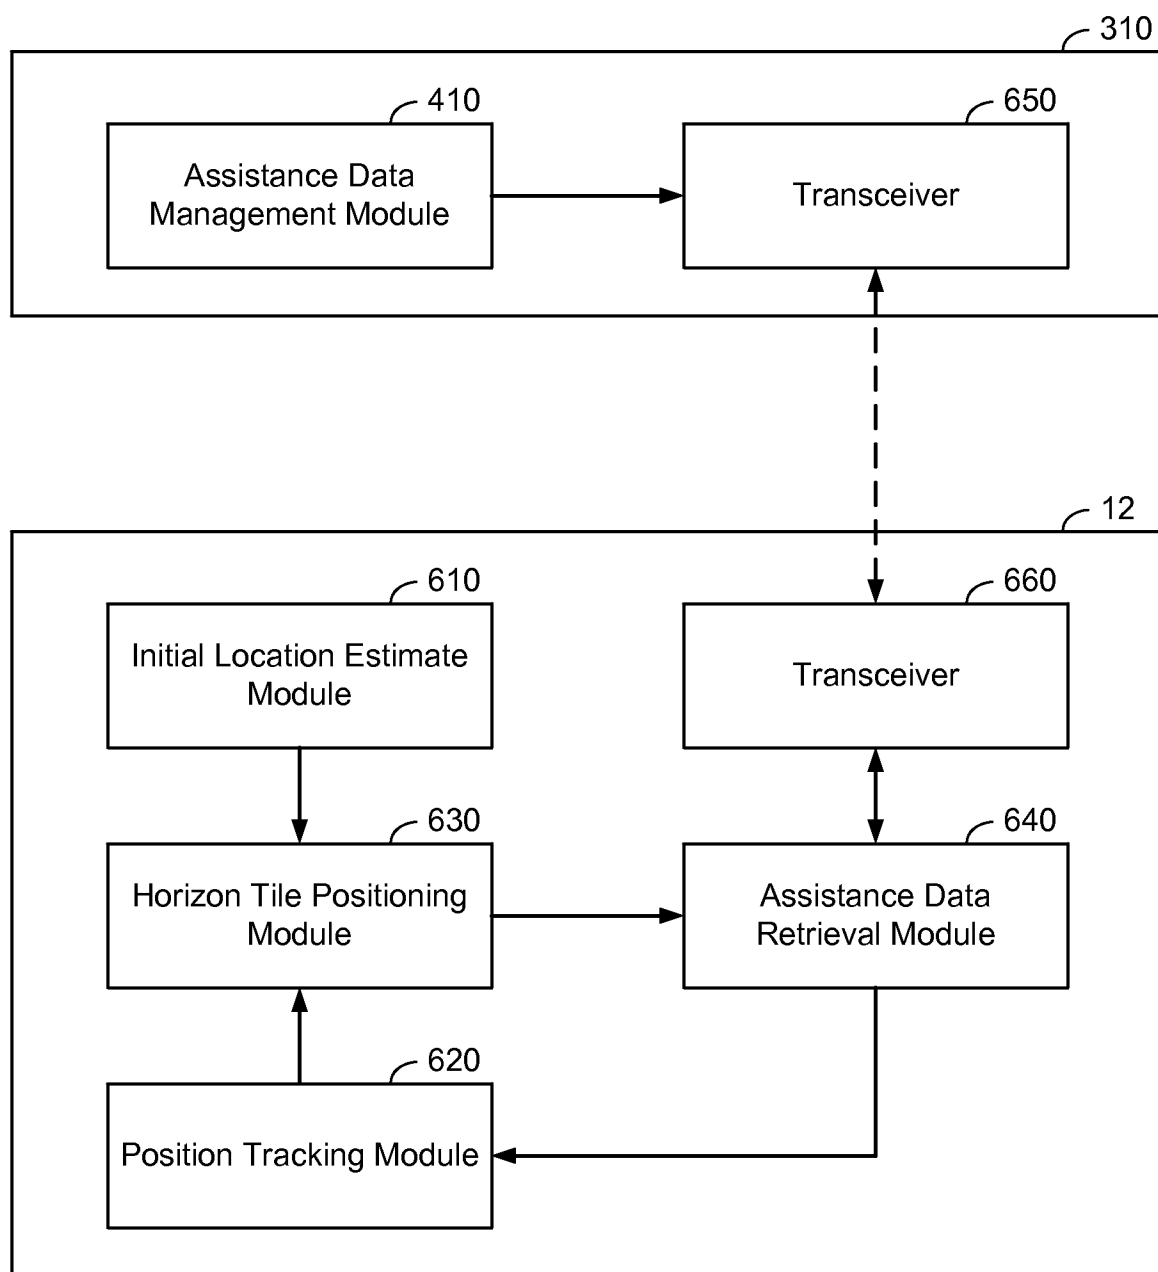 310
410
650
Assistance Data
Management Module
Transceiver
12
610
660
Initial Location Estimate
Module
Transceiver
630
640
Horizon Tile Positioning
Module
Assistance Data
Retrieval Module
620
Position Tracking Module